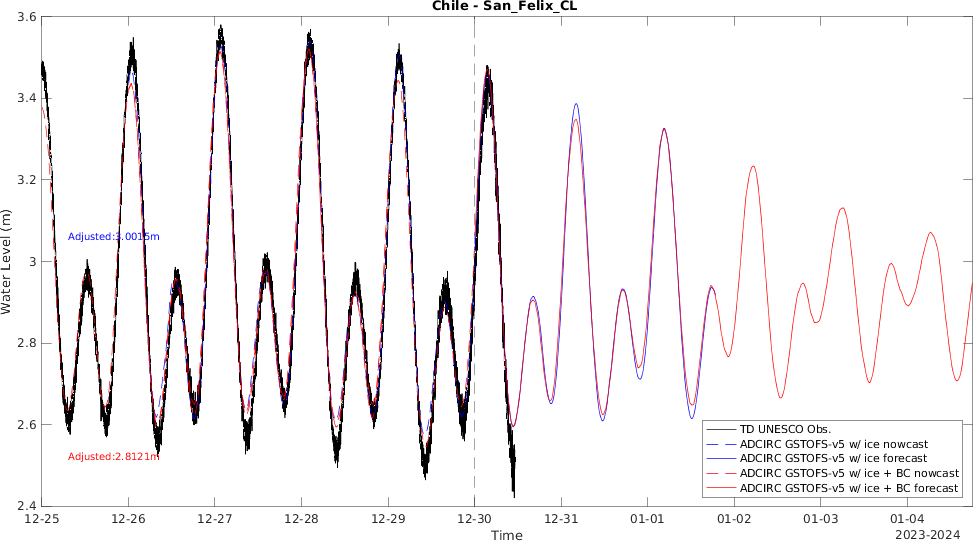 Chile - San_Felix_CL
3.6
3.4
3.2
3
2.8
2.6
2.4
Water Level (m)
Adjusted:3.0015m
Adjusted:2.8121m
TD UNESCO Obs.
ADCIRC GSTOFS-v5 w/ ice nowcast
ADCIRC GSTOFS-v5 w/ ice forecast
ADCIRC GSTOFS-v5 w/ ice + BC nowcast
ADCIRC GSTOFS-v5 w/ ice + BC forecast
12-25 12-26 12-27 12-28 12-29 12-30 12-31 01-01 01-02 01-03 01-04
Time
2023-2024